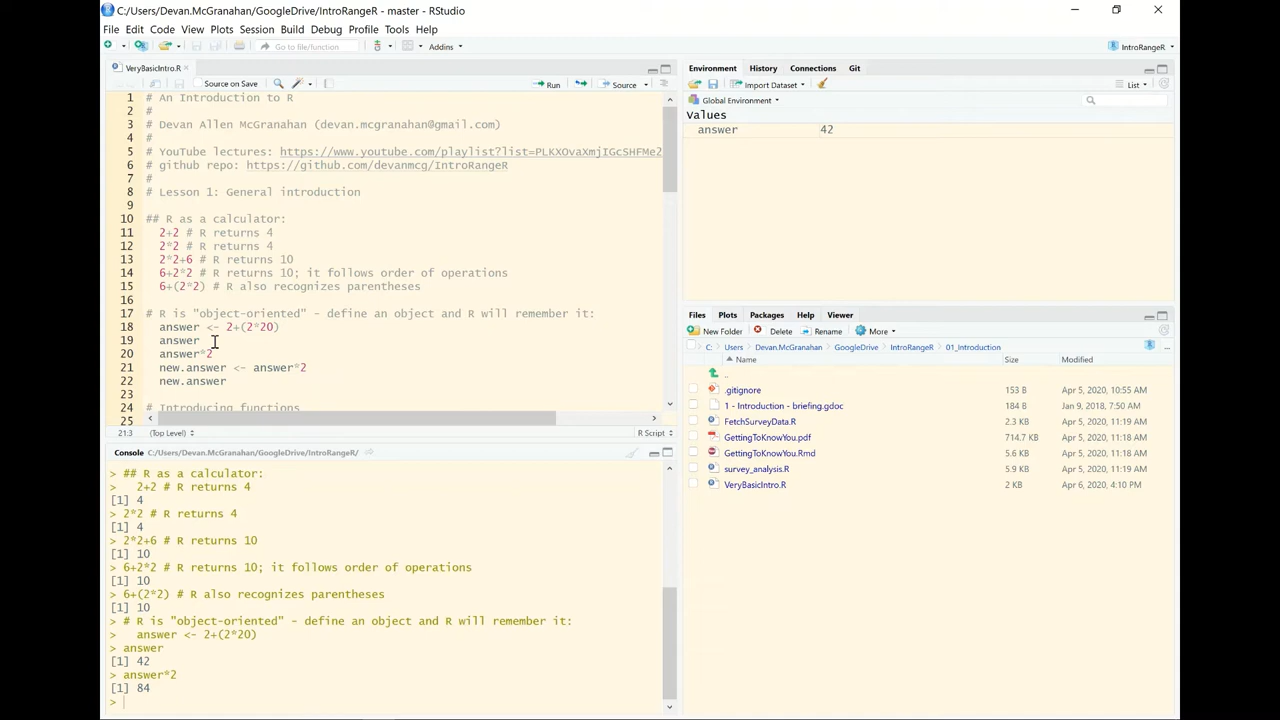 C:/Users/Devan.McGranahan/GoogleDrive/IntroRangeR - master - RStudio
File Edit Code View Plots Session Build Debug Profile Tools Help
Go to file/function Addins IntroRangeR
VeryBasicIntro.R
Source on Save Run Source
1 # An Introduction to R
2 #
3 # Devan Allen McGranahan (devan.mcgranahan@gmail.com)
4 #
5 # YouTube lectures: https://www.youtube.com/playlist?list=PLKXOvaXmjIGcSHFMe2
6 # github repo: https://github.com/devanmcg/IntroRangeR
7 #
8 # Lesson 1: General introduction
9
10 ## R as a calculator:
11 2+2 # R returns 4
12 2*2 # R returns 4
13 2*2+6 # R returns 10
14 6+2*2 # R returns 10; it follows order of operations
15 6+(2*2) # R also recognizes parentheses
16
17 # R is "object-oriented" - define an object and R will remember it:
18 answer <- 2+(2*20)
19 answer
20 answer*2
21 new.answer <- answer*2
22 new.answer
23
24 # Introducing functions
25
21:3 (Top Level) R Script
Console C:/Users/Devan.McGranahan/GoogleDrive/IntroRangeR/
> ## R as a calculator:
> 2+2 # R returns 4
[1] 4
> 2*2 # R returns 4
[1] 4
> 2*2+6 # R returns 10
[1] 10
> 6+2*2 # R returns 10; it follows order of operations
[1] 10
> 6+(2*2) # R also recognizes parentheses
[1] 10
> # R is "object-oriented" - define an object and R will remember it:
> answer <- 2+(2*20)
> answer
[1] 42
> answer*2
[1] 84
>
Environment History Connections Git
Import Dataset List
Global Environment
Values
answer 42
Files Plots Packages Help Viewer
New Folder Delete Rename More
C: Users Devan.McGranahan GoogleDrive IntroRangeR 01_Introduction ...
Name Size Modified
..
.gitignore 153 B Apr 5, 2020, 10:55 AM
1 - Introduction - briefing.gdoc 184 B Jan 9, 2018, 7:50 AM
FetchSurveyData.R 2.3 KB Apr 5, 2020, 11:19 AM
GettingToKnowYou.pdf 714.7 KB Apr 5, 2020, 11:18 AM
GettingToKnowYou.Rmd 5.6 KB Apr 5, 2020, 11:18 AM
survey_analysis.R 5.9 KB Apr 5, 2020, 11:19 AM
VeryBasicIntro.R 2 KB Apr 6, 2020, 4:10 PM